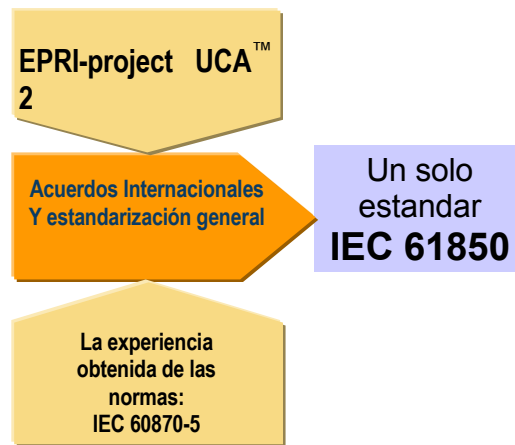 EPRI-project UCA™
2
Acuerdos Internacionales
Y estandarización general
Un solo
estandar
IEC 61850
La experiencia
obtenida de las
normas:
IEC 60870-5